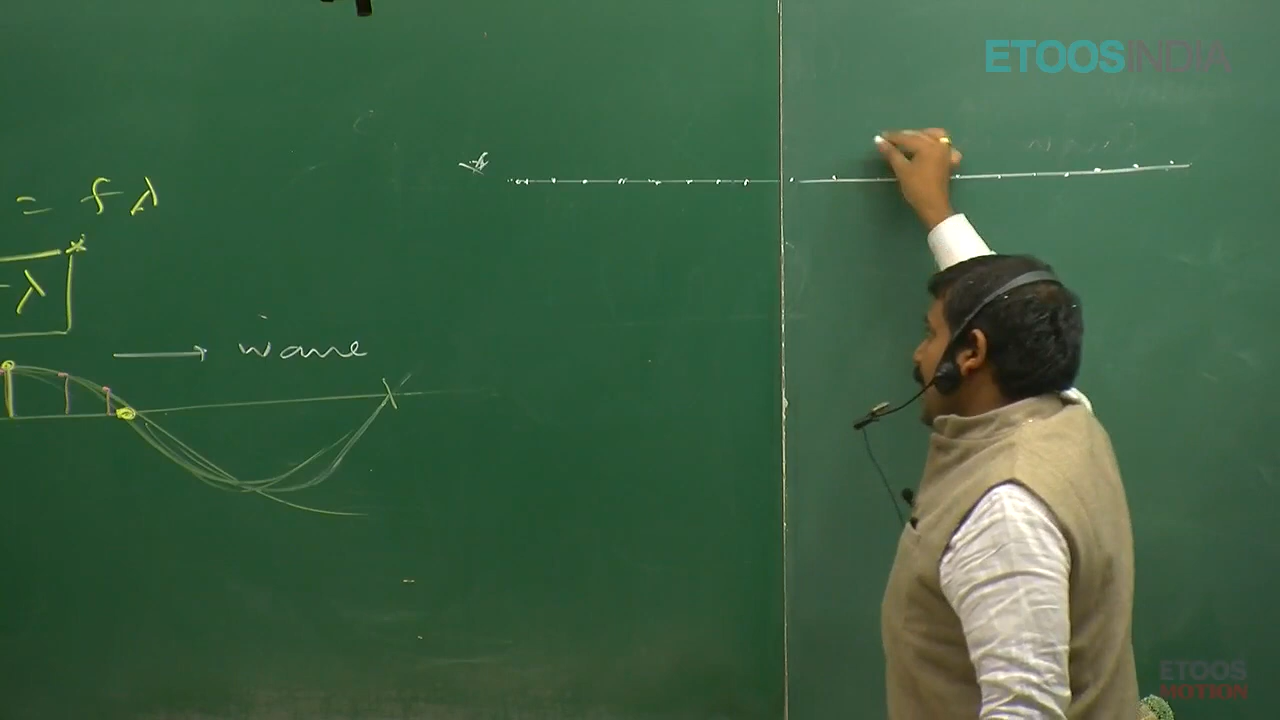 ETOOSINDIA
= fλ
λ
→ wave
ETOOS
MOTION